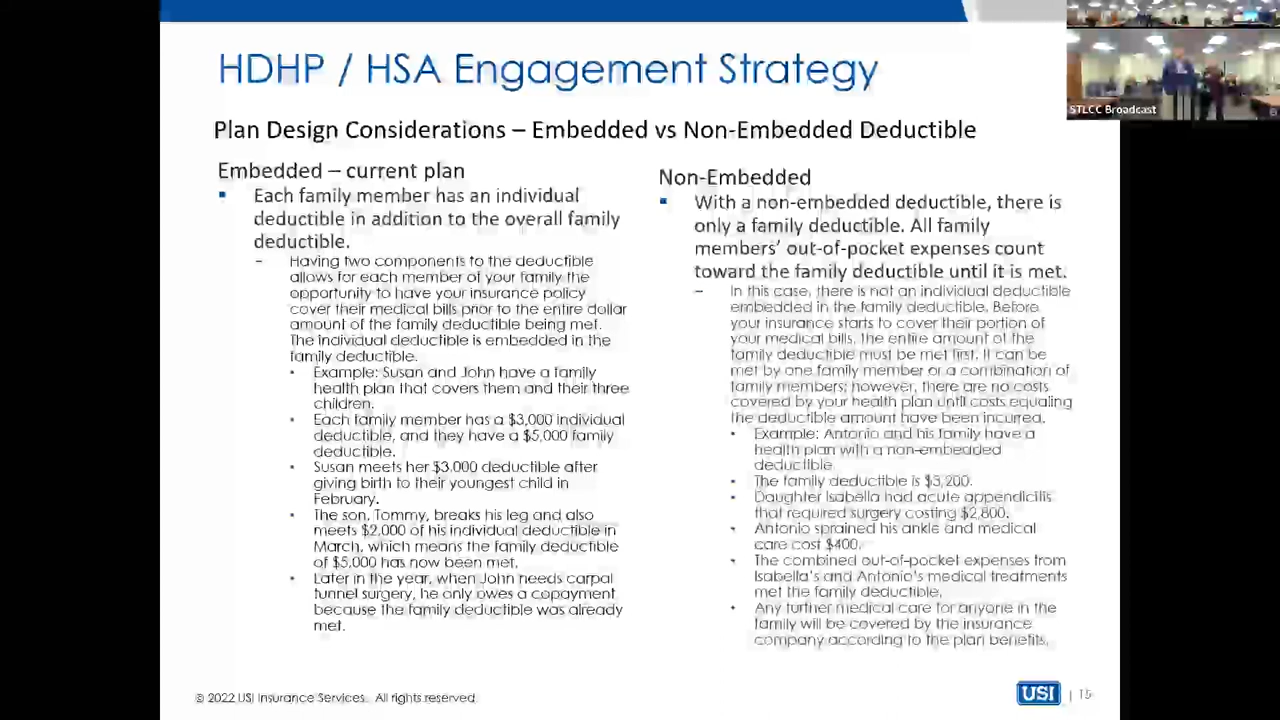 HDHP / HSA Engagement Strategy
Plan Design Considerations – Embedded vs Non-Embedded Deductible
Embedded – current plan
▪ Each family member has an individual
deductible in addition to the overall family
deductible.
– Having two components to the deductible
allows for each member of your family the
opportunity to have your insurance policy
cover their medical bills prior to the entire dollar
amount of the family deductible being met.
The individual deductible is embedded in the
family deductible.
• Example: Susan and John have a family
health plan that covers them and their three
children.
• Each family member has a $3,000 individual
deductible, and they have a $5,000 family
deductible.
• Susan meets her $3,000 deductible after
giving birth to their youngest child in
February.
• The son, Tommy, breaks his leg and also
meets $2,000 of his individual deductible in
March, which means the family deductible
of $5,000 has now been met.
• Later in the year, when John needs carpal
tunnel surgery, he only owes a copayment
because the family deductible was already
met.
Non-Embedded
▪ With a non-embedded deductible, there is
only a family deductible. All family
members’ out-of-pocket expenses count
toward the family deductible until it is met.
– In this case, there is not an individual deductible
embedded in the family deductible. Before
your insurance starts to cover their portion of
your medical bills, the entire amount of the
family deductible must be met first. It can be
met by one family member or a combination of
family members; however, there are no costs
covered by your health plan until costs equaling
the deductible amount have been incurred.
• Example: Antonio and his family have a
health plan with a non-embedded
deductible.
• The family deductible is $3,200.
• Daughter Isabella had acute appendicitis
that required surgery costing $2,800.
• Antonio sprained his ankle and medical
care cost $400.
• The combined out-of-pocket expenses from
Isabella’s and Antonio’s medical treatments
met the family deductible.
• Any further medical care for anyone in the
family will be covered by the insurance
company according to the plan benefits.
STLCC Broadcast
© 2022 USI Insurance Services. All rights reserved.
USI | 15